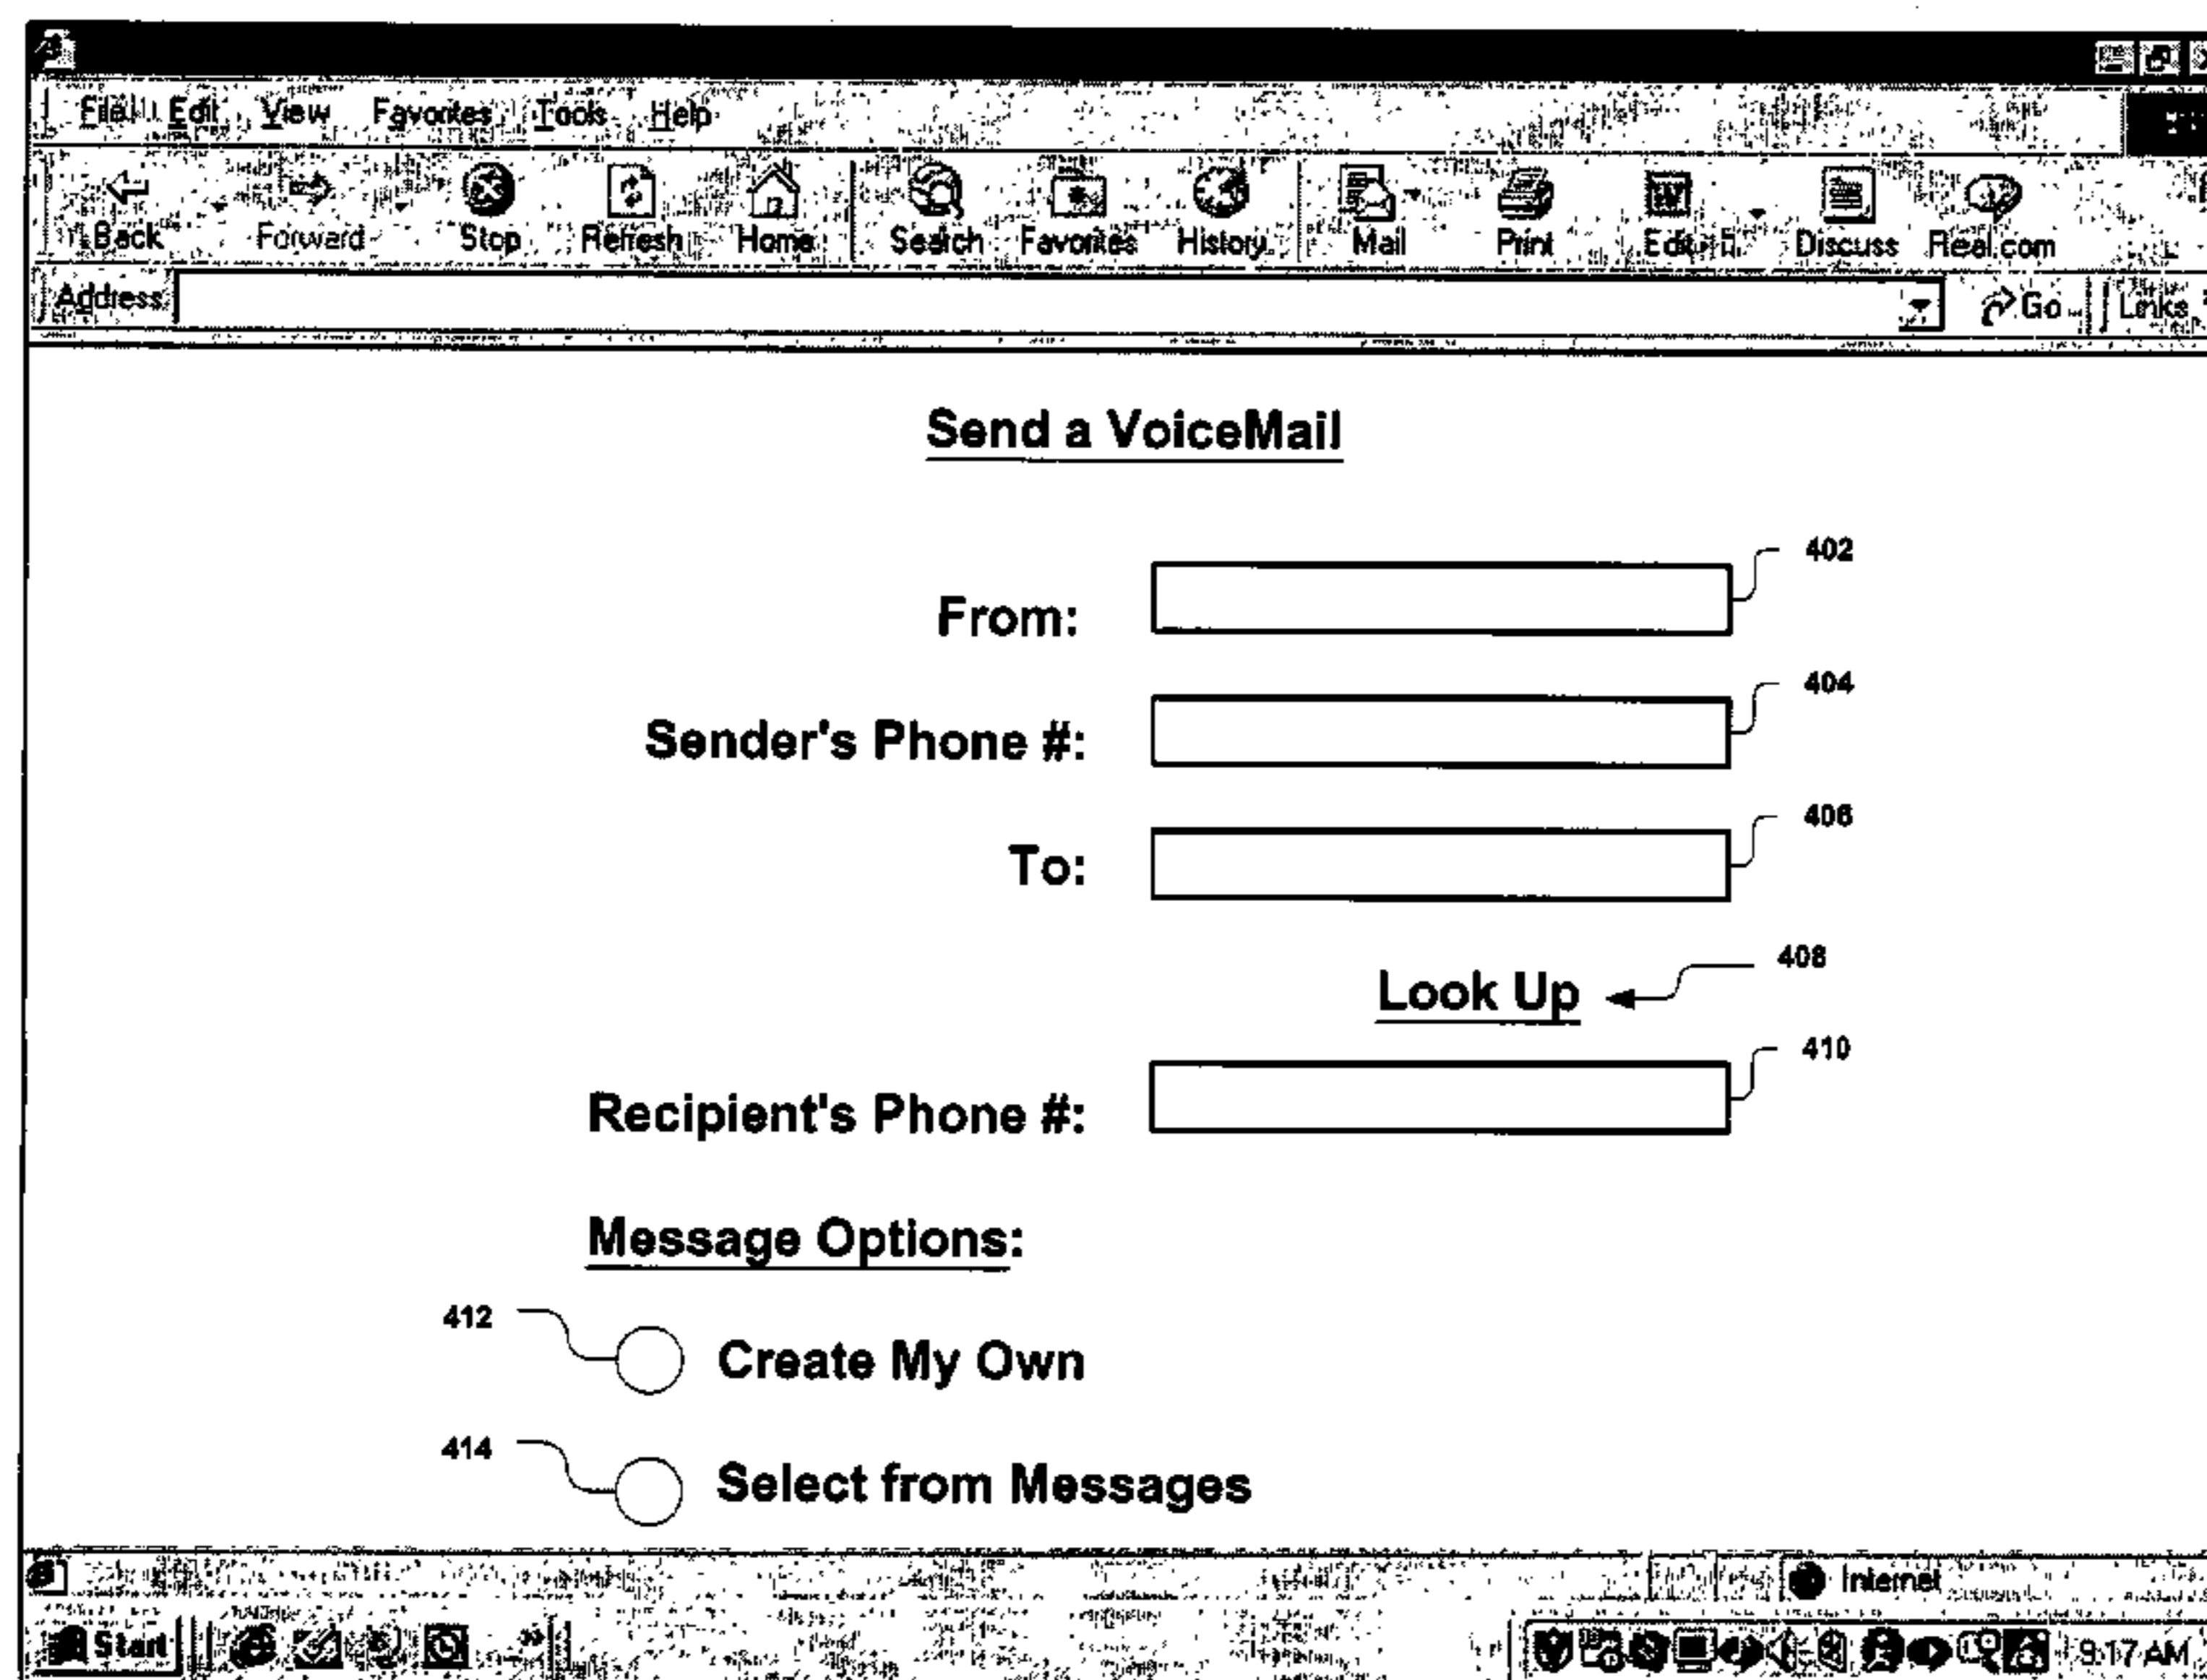 File Edit View Favorites Tools Help
Back Forward Stop Refresh Home Search Favorites History Mail Print Edit Discuss Real.com
Address Go Links
Send a VoiceMail
From: 402
Sender's Phone #: 404
To: 406
Look Up 408
Recipient's Phone #: 410
Message Options:
412 Create My Own
414 Select from Messages
Internet
Start » 9:17 AM